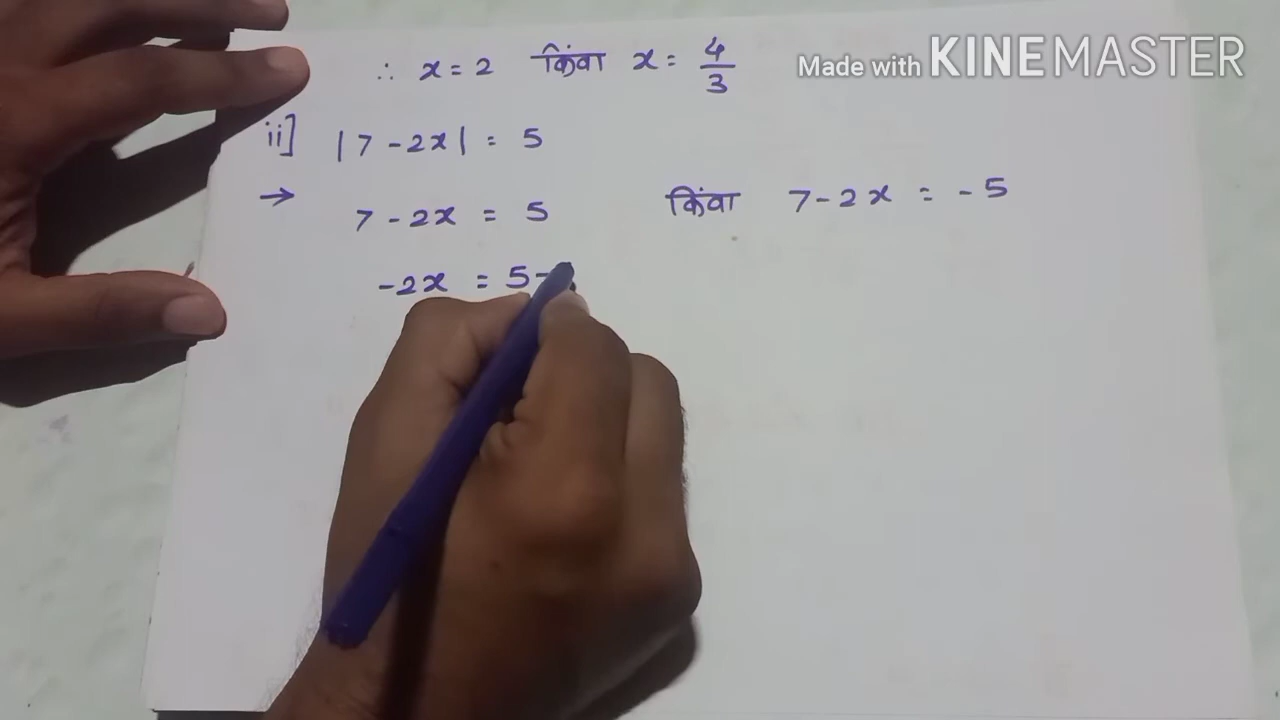 ∴ x = 2 किंवा x = 4/3
Made with KINEMASTER
ii] |7 - 2x| = 5
→ 7 - 2x = 5 किंवा 7 - 2x = - 5
-2x = 5 -